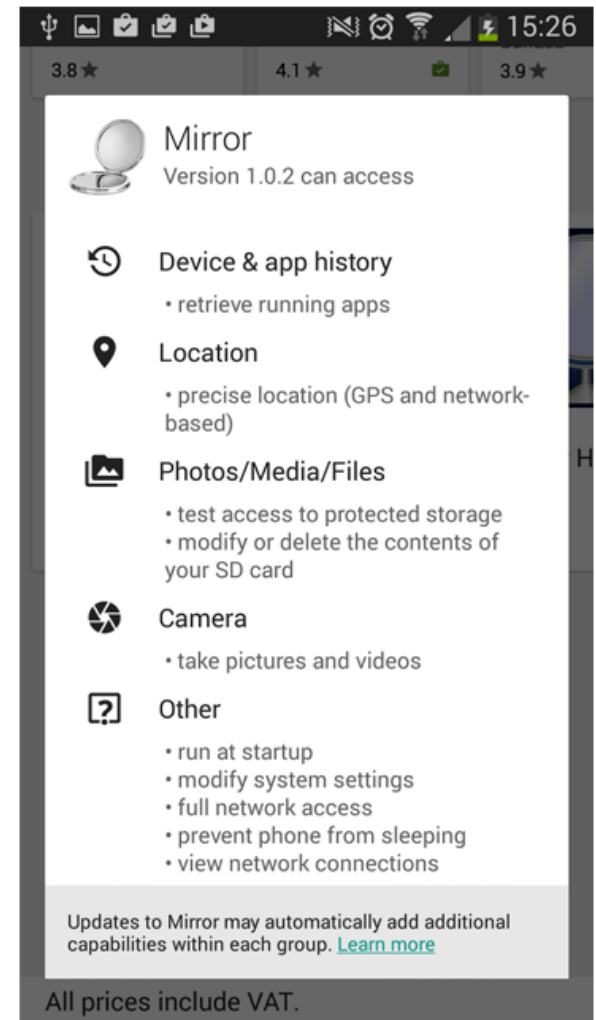 15:26
3.8★
4.1★
3.9★
Mirror
Version 1.0.2 can access
Device & app history
• retrieve running apps
Location
• precise location (GPS and network-
based)
Photos/Media/Files
• test access to protected storage
• modify or delete the contents of
your SD card
H
Camera
• take pictures and videos
Other
• run at startup
• modify system settings
• full network access
• prevent phone from sleeping
• view network connections
Updates to Mirror may automatically add additional
capabilities within each group. Learn more
All prices include VAT.